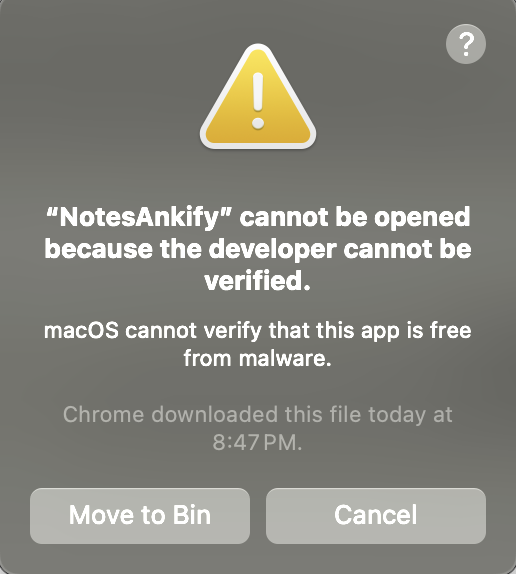 ?
“NotesAnkify” cannot be opened
because the developer cannot be
verified.
macOS cannot verify that this app is free
from malware.
Chrome downloaded this file today at
8:47 PM.
Move to Bin
Cancel